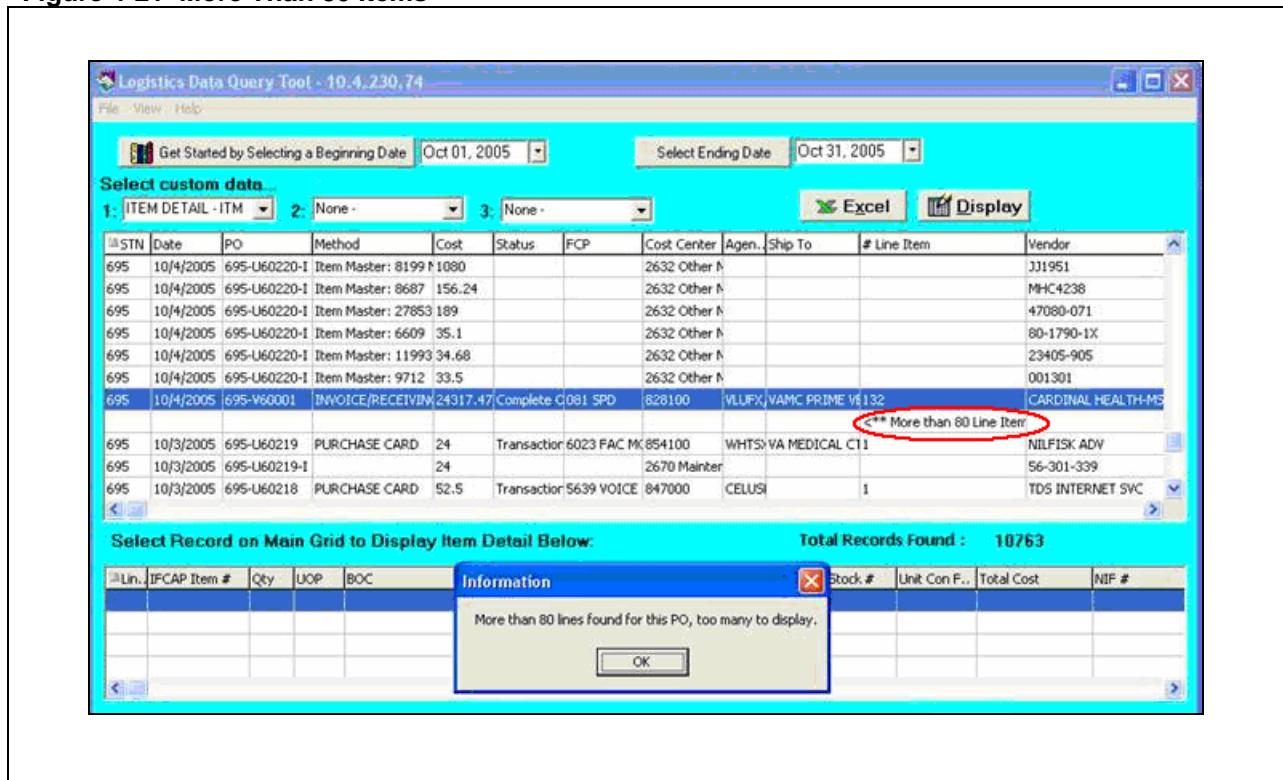 Logistics Data Query Tool - 10.4.230.74
File View Help
Get Started by Selecting a Beginning Date Oct 01, 2005 Select Ending Date Oct 31, 2005
Select custom data...
1: ITEM DETAIL - ITM 2: None - 3: None - Excel Display
STN Date PO Method Cost Status FCP Cost Center Agen.. Ship To # Line Item Vendor
695 10/4/2005 695-U60220-I Item Master: 8199 1080 2632 Other JJ1951
695 10/4/2005 695-U60220-I Item Master: 8687 156.24 2632 Other MHC4238
695 10/4/2005 695-U60220-I Item Master: 27853 189 2632 Other 47080-071
695 10/4/2005 695-U60220-I Item Master: 6609 35.1 2632 Other 80-1790-1X
695 10/4/2005 695-U60220-I Item Master: 11993 34.68 2632 Other 23405-905
695 10/4/2005 695-U60220-I Item Master: 9712 33.5 2632 Other 001301
695 10/4/2005 695-V60001 INVOICE/RECEIVIN 24317.47 Complete 081 SPD 828100 VLUFX, VAMC PRIME 132 CARDINAL HEALTH-MS
<** More than 80 Line Item
695 10/3/2005 695-U60219 PURCHASE CARD 24 Transaction 6023 FAC 854100 VA MEDICAL 1 NILFISK ADV
695 10/3/2005 695-U60219-I 24 2670 Mainter 56-301-339
695 10/3/2005 695-U60218 PURCHASE CARD 52.5 Transaction 5639 VOICE 847000 1 TDS INTERNET SVC
Select Record on Main Grid to Display Item Detail Below: Total Records Found : 10763
Lin.. IFCAP Item # Qty UOP BOC Stock # Unit Con F.. Total Cost NIF #
Information
More than 80 lines found for this PO, too many to display.
OK